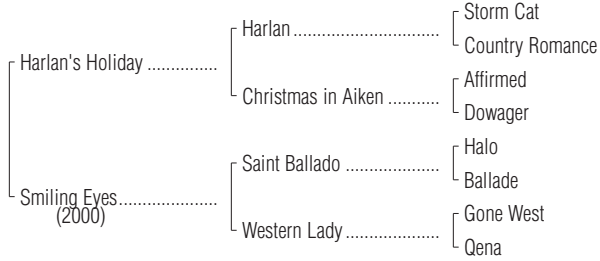 Storm Cat
Harlan ..............................
Country Romance
Harlan's Holiday ..............
Affirmed
Christmas in Aiken ...........
Dowager
Halo
Saint Ballado ...................
Ballade
Smiling Eyes....................
(2000)
Gone West
Western Lady ...................
Qena